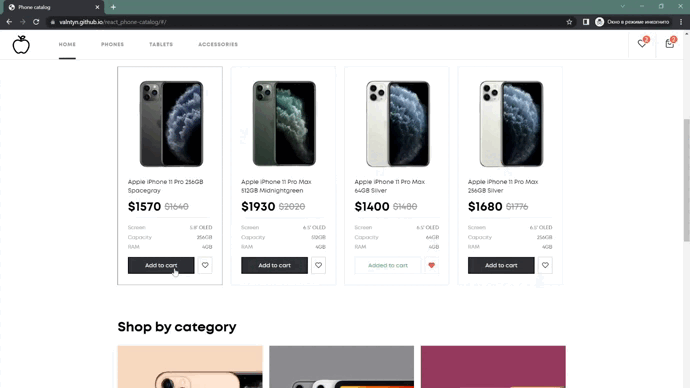 Phone catalog
valntyn.github.io/react_phone-catalog/#/
Окно в режиме инкогнито
HOME
PHONES
TABLETS
ACCESSORIES
2
2
Apple iPhone 11 Pro 256GB
Spacegray
$1570 $1640
Screen 5.8" OLED
Capacity 256GB
RAM 4GB
Add to cart
Apple iPhone 11 Pro Max
512GB Midnightgreen
$1930 $2020
Screen 6.5" OLED
Capacity 512GB
RAM 4GB
Add to cart
Apple iPhone 11 Pro Max
64GB Silver
$1400 $1480
Screen 6.5" OLED
Capacity 64GB
RAM 4GB
Added to cart
Apple iPhone 11 Pro Max
256GB Silver
$1680 $1776
Screen 6.5" OLED
Capacity 256GB
RAM 4GB
Add to cart
Shop by category